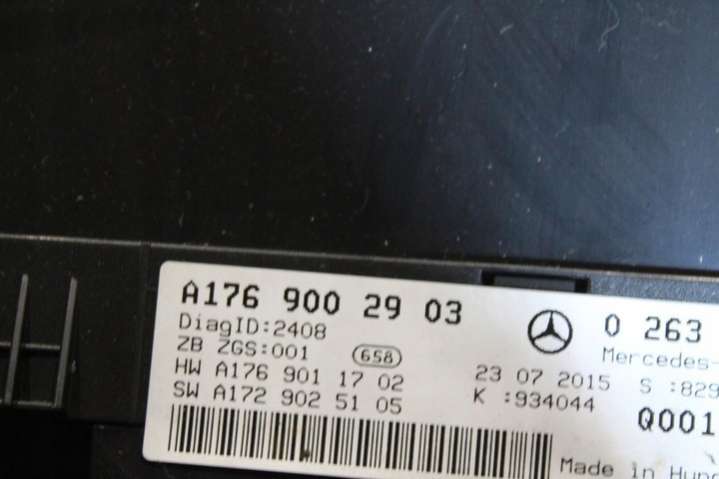 A176 900 29 03
DiagID:2408
ZB ZGS:001 658
HW A176 901 17 02
SW A172 902 51 05
0 263
Mercedes-
23 07 2015 S :829
K :934044
Q001
Made in Hung